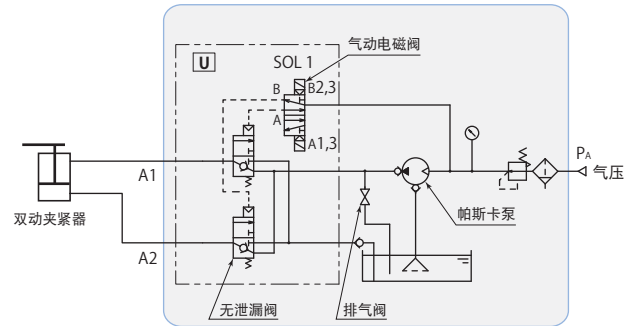 气动电磁阀
U
SOL 1
B
B2,3
A
A1,3
PA
气压
A1
双动夹紧器
帕斯卡泵
A2
无泄漏阀
排气阀